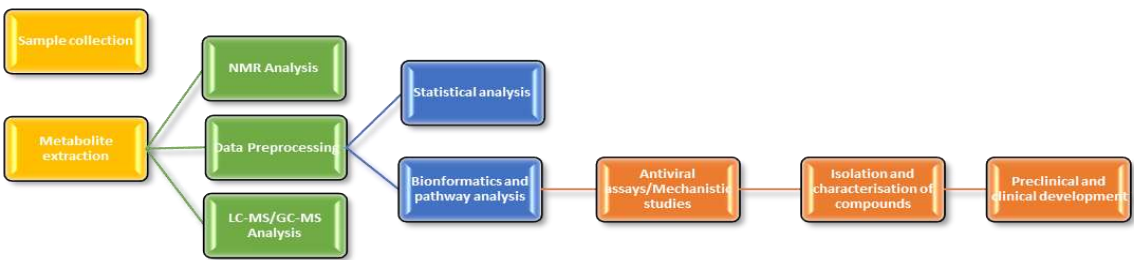 Sample collection
Metabolite
extraction
NMR Analysis
Data Preprocessing
LC-MS/GC-MS
Analysis
Statistical analysis
Bionformatics and
pathway analysis
Antiviral
assays/Mechanistic
studies
Isolation and
characterisation of
compounds
Preclinical and
clinical development